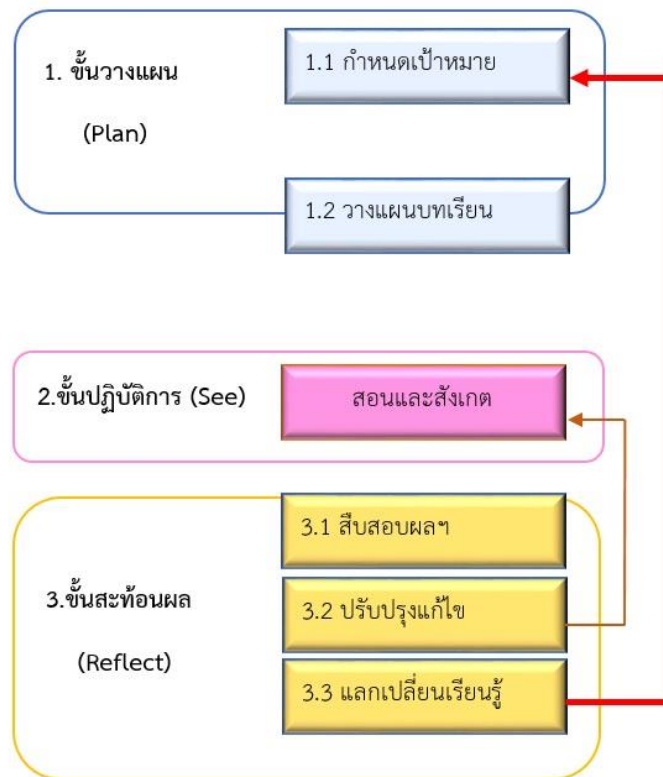 1. ขั้นวางแผน
(Plan)
1.1 กำหนดเป้าหมาย
1.2 วางแผนบทเรียน
2.ขั้นปฏิบัติการ (See)
สอนและสังเกต
3.ขั้นสะท้อนผล
(Reflect)
3.1 สืบสอบผลฯ
3.2 ปรับปรุงแก้ไข
3.3 แลกเปลี่ยนเรียนรู้